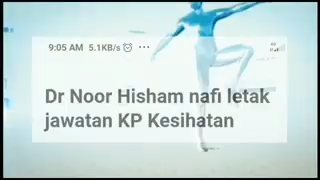 9:05 AM 5.1KB/s ...
Dr Noor Hisham nafi letak
jawatan KP Kesihatan